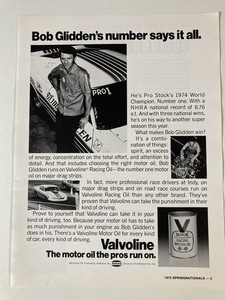 Bob Glidden's number says it all.
He's Pro Stock's 1974 World
Champion. Number one. With a
NHRA national record of 8.76
e.t. And with three national wins,
he's on his way to another super
season this year.
What makes Bob Glidden win?
It's a combi-
nation of things:
spirit, an excess
of energy, concentration on the total effort, and attention to
detail. And that includes choosing the right motor oil. Bob
Glidden runs on Valvoline® Racing Oil—the number one motor
oil on major drag strips.
In fact, more professional race drivers at Indy, on
major drag strips and on road race courses run on
Valvoline Racing Oil than any other brand. They've
proven that Valvoline can take the punishment in their
kind of driving.
Prove to yourself that Valvoline can take it in your
kind of driving, too. Because your motor oil has to take
as much punishment in your engine as Bob Glidden's
does in his. There's a Valvoline Motor Oil for every kind
of car, every kind of driving.
Valvoline
The motor oil the pros run on.
PRO1
VALVOLINE
RACING
1975 SPRINGNATIONALS — 5